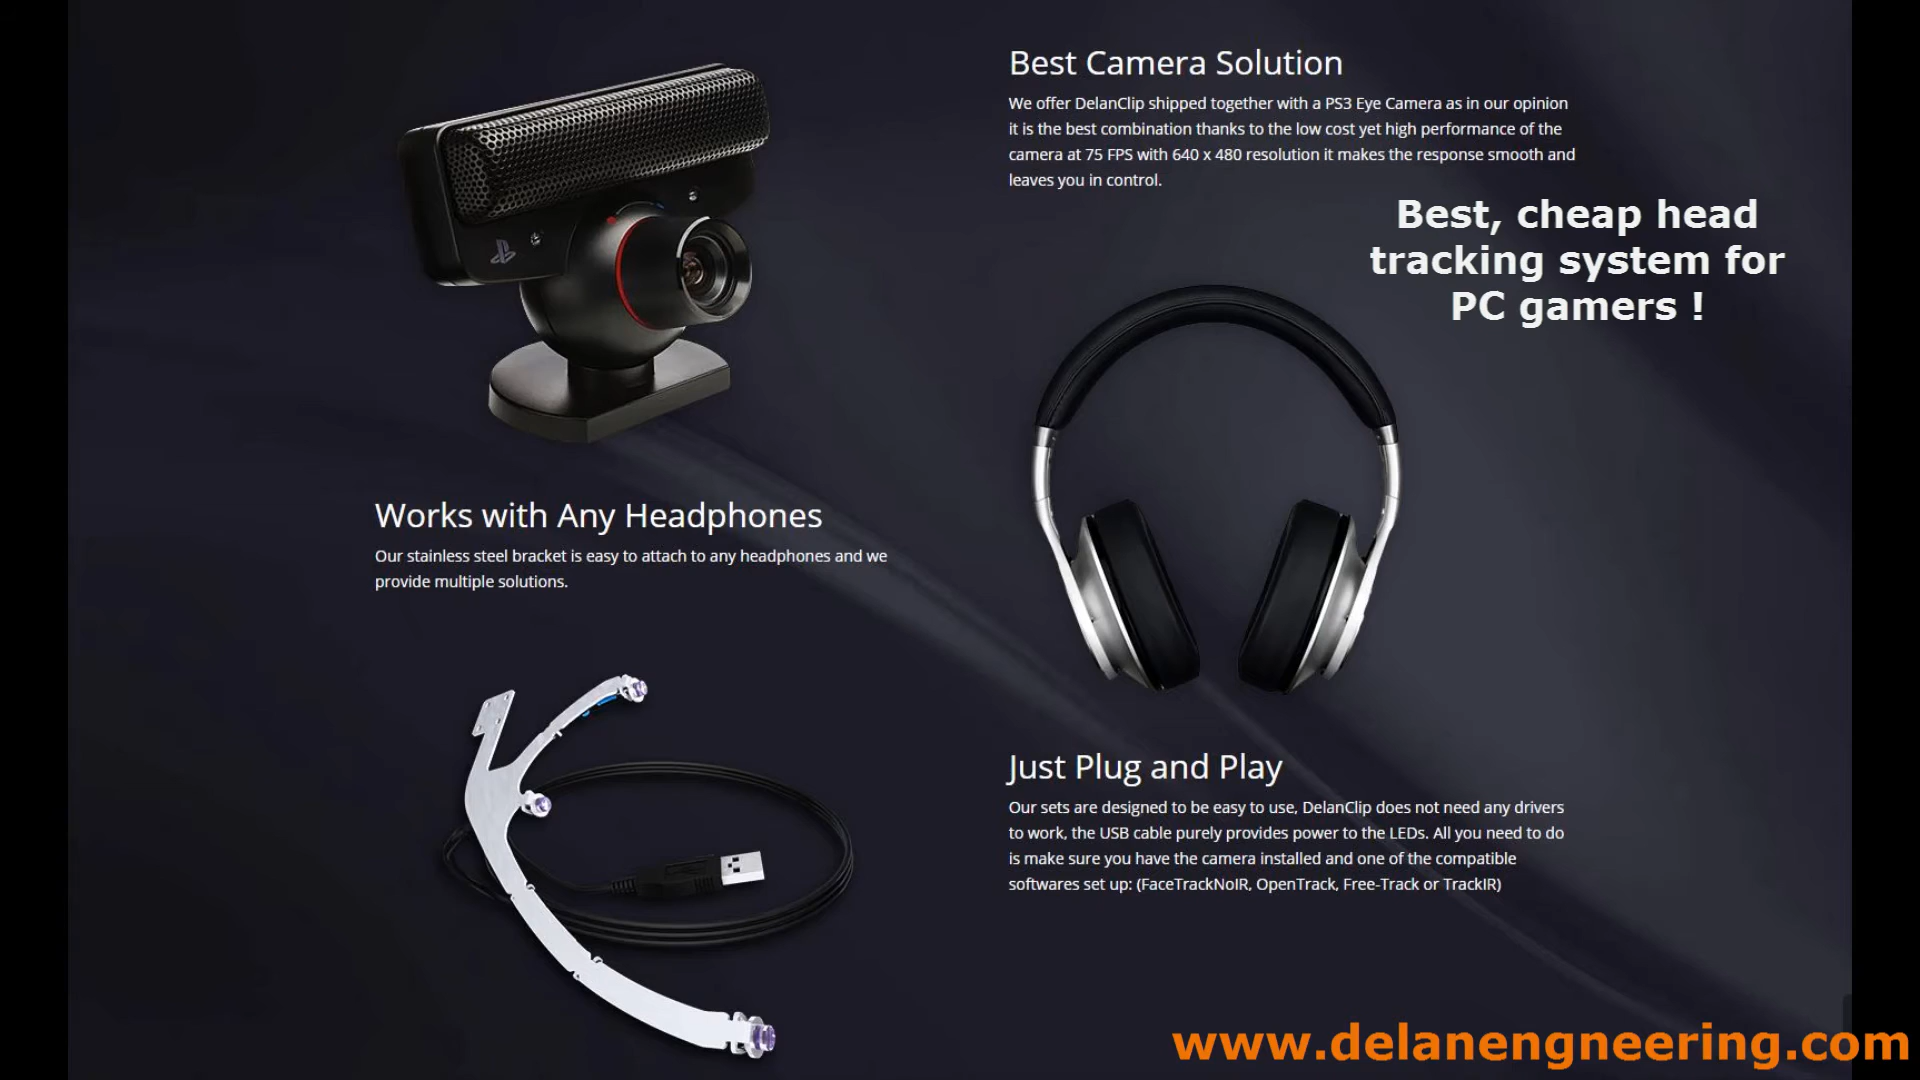 Best Camera Solution
We offer DelanClip shipped together with a PS3 Eye Camera as in our opinion
it is the best combination thanks to the low cost yet high performance of the
camera at 75 FPS with 640 x 480 resolution it makes the response smooth and
leaves you in control.
Best, cheap head
tracking system for
PC gamers !
Works with Any Headphones
Our stainless steel bracket is easy to attach to any headphones and we
provide multiple solutions.
Just Plug and Play
Our sets are designed to be easy to use, DelanClip does not need any drivers
to work, the USB cable purely provides power to the LEDs. All you need to do
is make sure you have the camera installed and one of the compatible
softwares set up: (FaceTrackNoIR, OpenTrack, Free-Track or TrackIR)
www.delanengneering.com